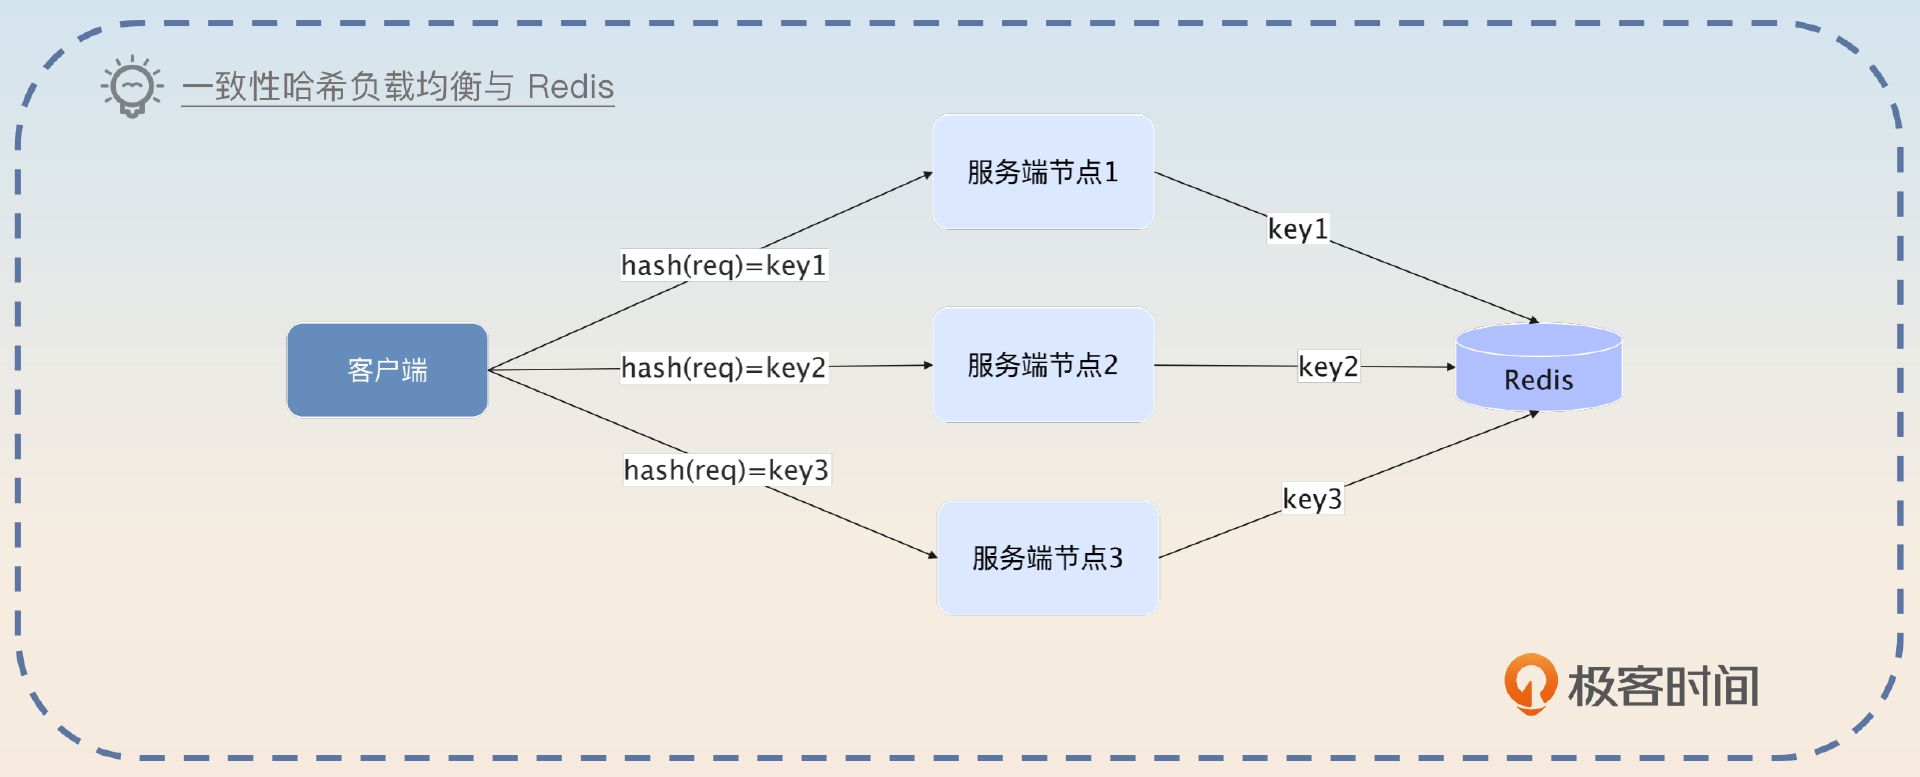 一致性哈希负载均衡与 Redis
服务端节点1
key1
hash(req)=key1
客户端
hash(req)=key2
服务端节点2
key2
Redis
hash(req)=key3
key3
服务端节点3
极客时间